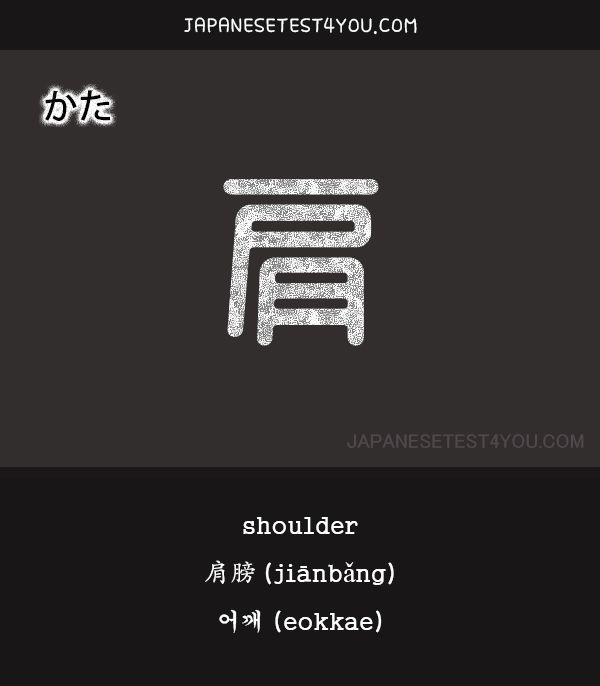 JAPANESETEST4YOU.COM
かた
肩
JAPANESETEST4YOU.COM
shoulder
肩膀 (jiānbǎng)
어깨 (eokkae)